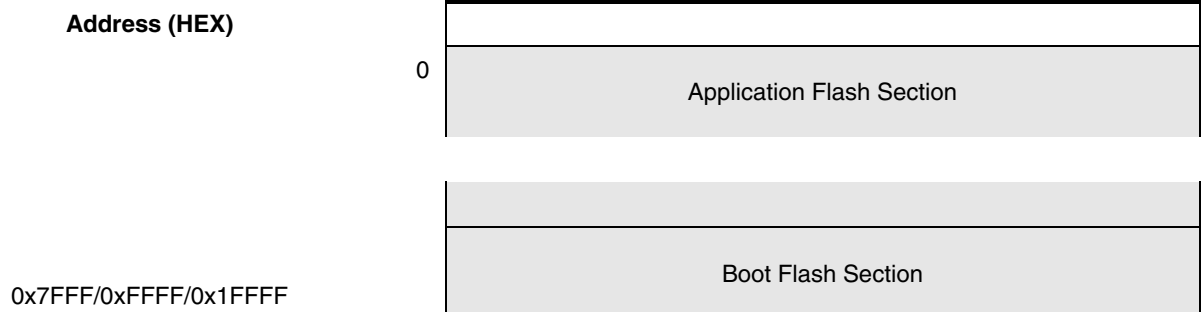 Address (HEX)
0
Application Flash Section
Boot Flash Section
0x7FFF/0xFFFF/0x1FFFF